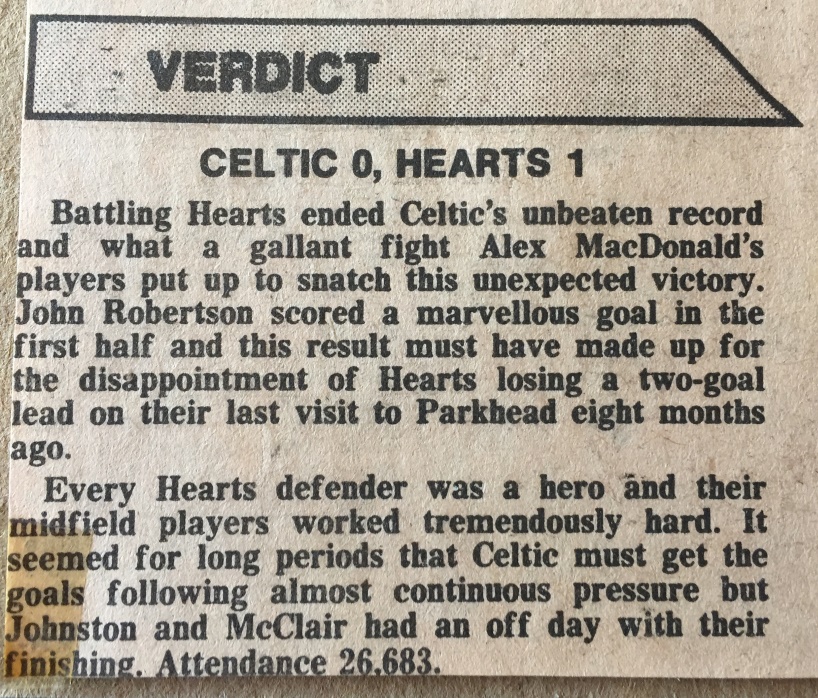 VERDICT
CELTIC 0, HEARTS 1
Battling Hearts ended Celtic's unbeaten record
and what a gallant fight Alex MacDonald's
players put up to snatch this unexpected victory.
John Robertson scored a marvellous goal in the
first half and this result must have made up for
the disappointment of Hearts losing a two-goal
lead on their last visit to Parkhead eight months
ago.
Every Hearts defender was a hero and their
midfield players worked tremendously hard. It
seemed for long periods that Celtic must get the
goals following almost continuous pressure but
Johnston and McClair had an off day with their
finishing. Attendance 26,683.